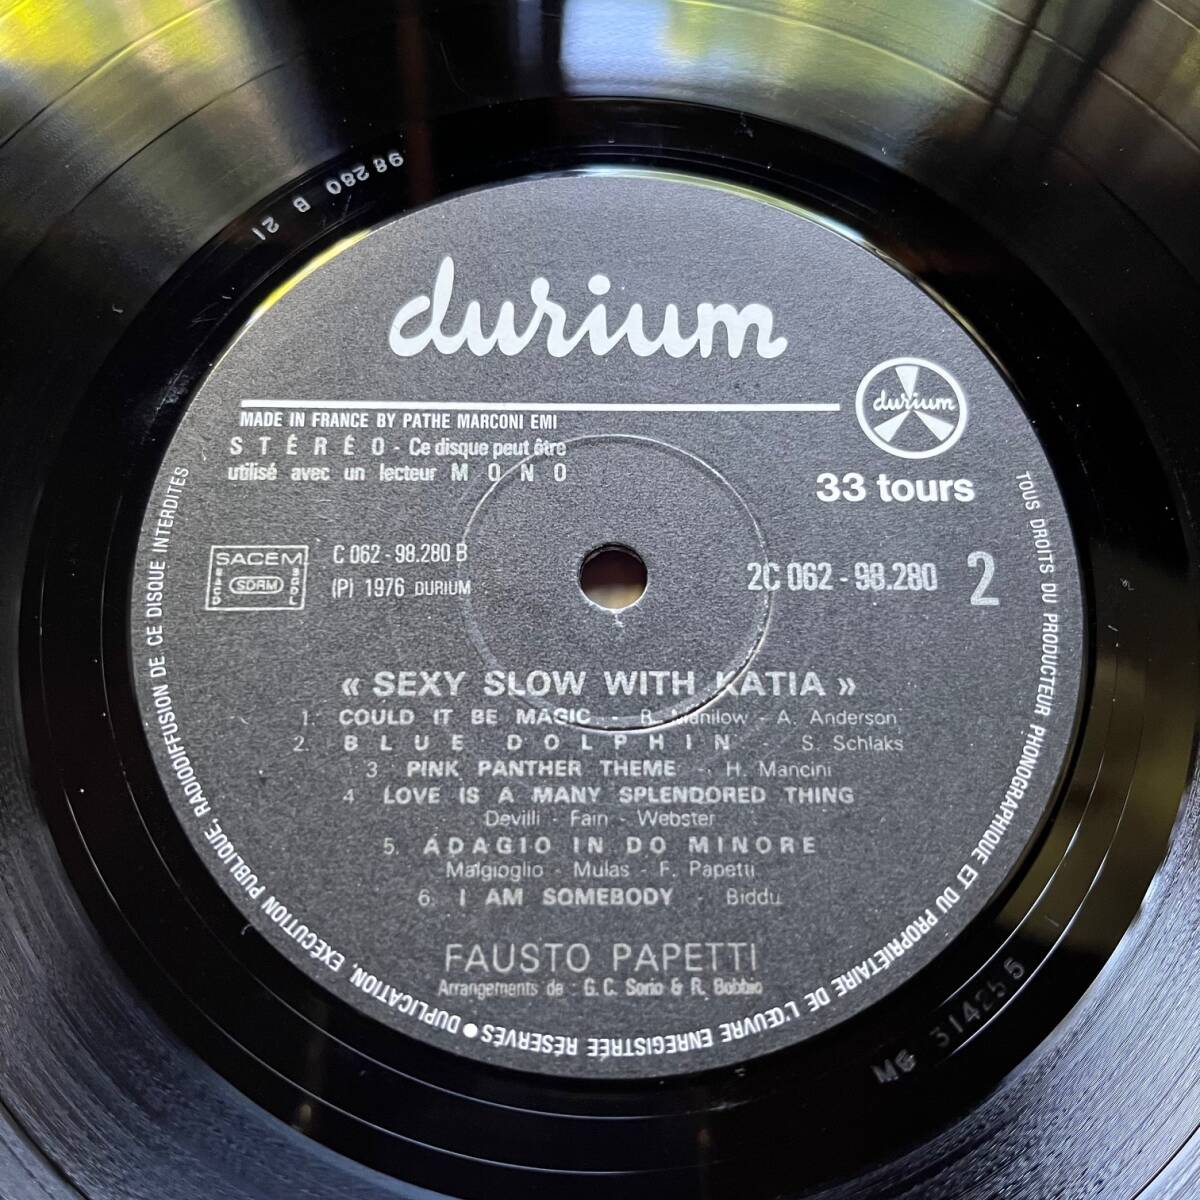 98 280 B 21
durium
durium
MADE IN FRANCE BY PATHE MARCONI EMI
STÉRÉO - Ce disque peut être
utilisé avec un lecteur MONO
33 tours
SACEM
SDRM
C 062 - 98.280 B
(P) 1976 DURIUM
2C 062 - 98.280 2
« SEXY SLOW WITH KATIA »
1. COULD IT BE MAGIC - B. Manilow - A. Anderson
2. BLUE DOLPHIN - S. Schlaks
3 PINK PANTHER THEME - H. Mancini
4 LOVE IS A MANY SPLENDORED THING
Devilli - Fain - Webster
5. ADAGIO IN DO MINORE
Malgioglio - Mulas - F. Papetti
6. I AM SOMEBODY - Biddu
FAUSTO PAPETTI
Arrangements de : G. C. Sorio & R. Bobbio
TOUS DROITS DU PRODUCTEUR PHONOGRAPHIQUE ET DU PROPRIÉTAIRE DE L'ŒUVRE ENREGISTRÉE RÉSERVÉS ● DUPLICATION, EXÉCUTION PUBLIQUE, RADIODIFFUSION DE CE DISQUE INTERDITES
M6 314255